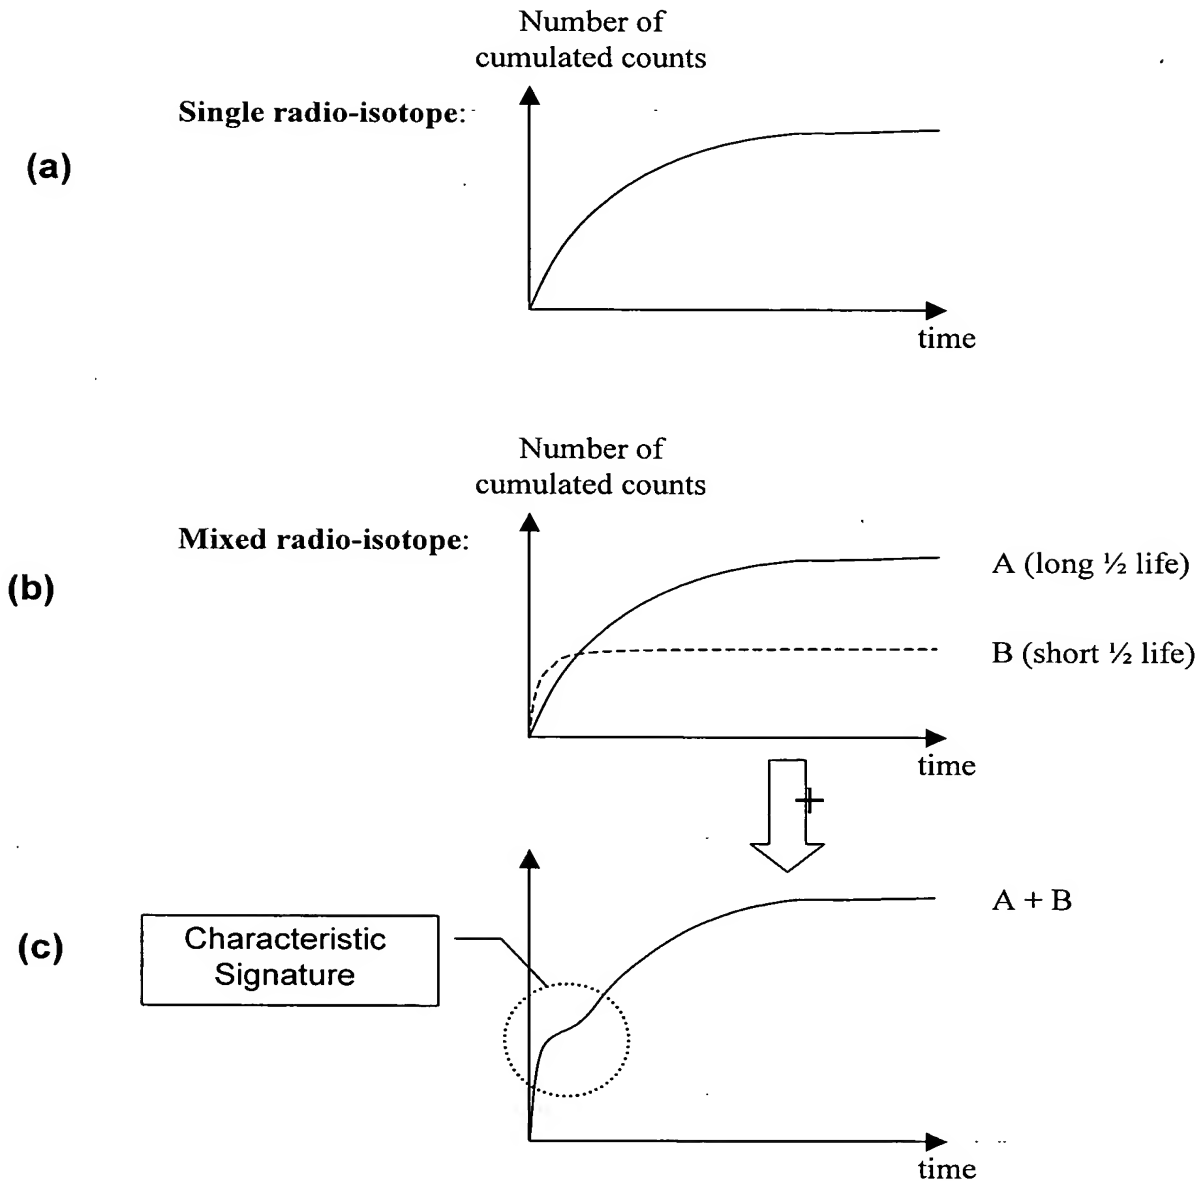 Number of
cumulated counts
Single radio-isotope:
(a)
time
Number of
cumulated counts
Mixed radio-isotope:
(b)
A (long ½ life)
B (short ½ life)
time
+
A + B
(c)
Characteristic
Signature
time